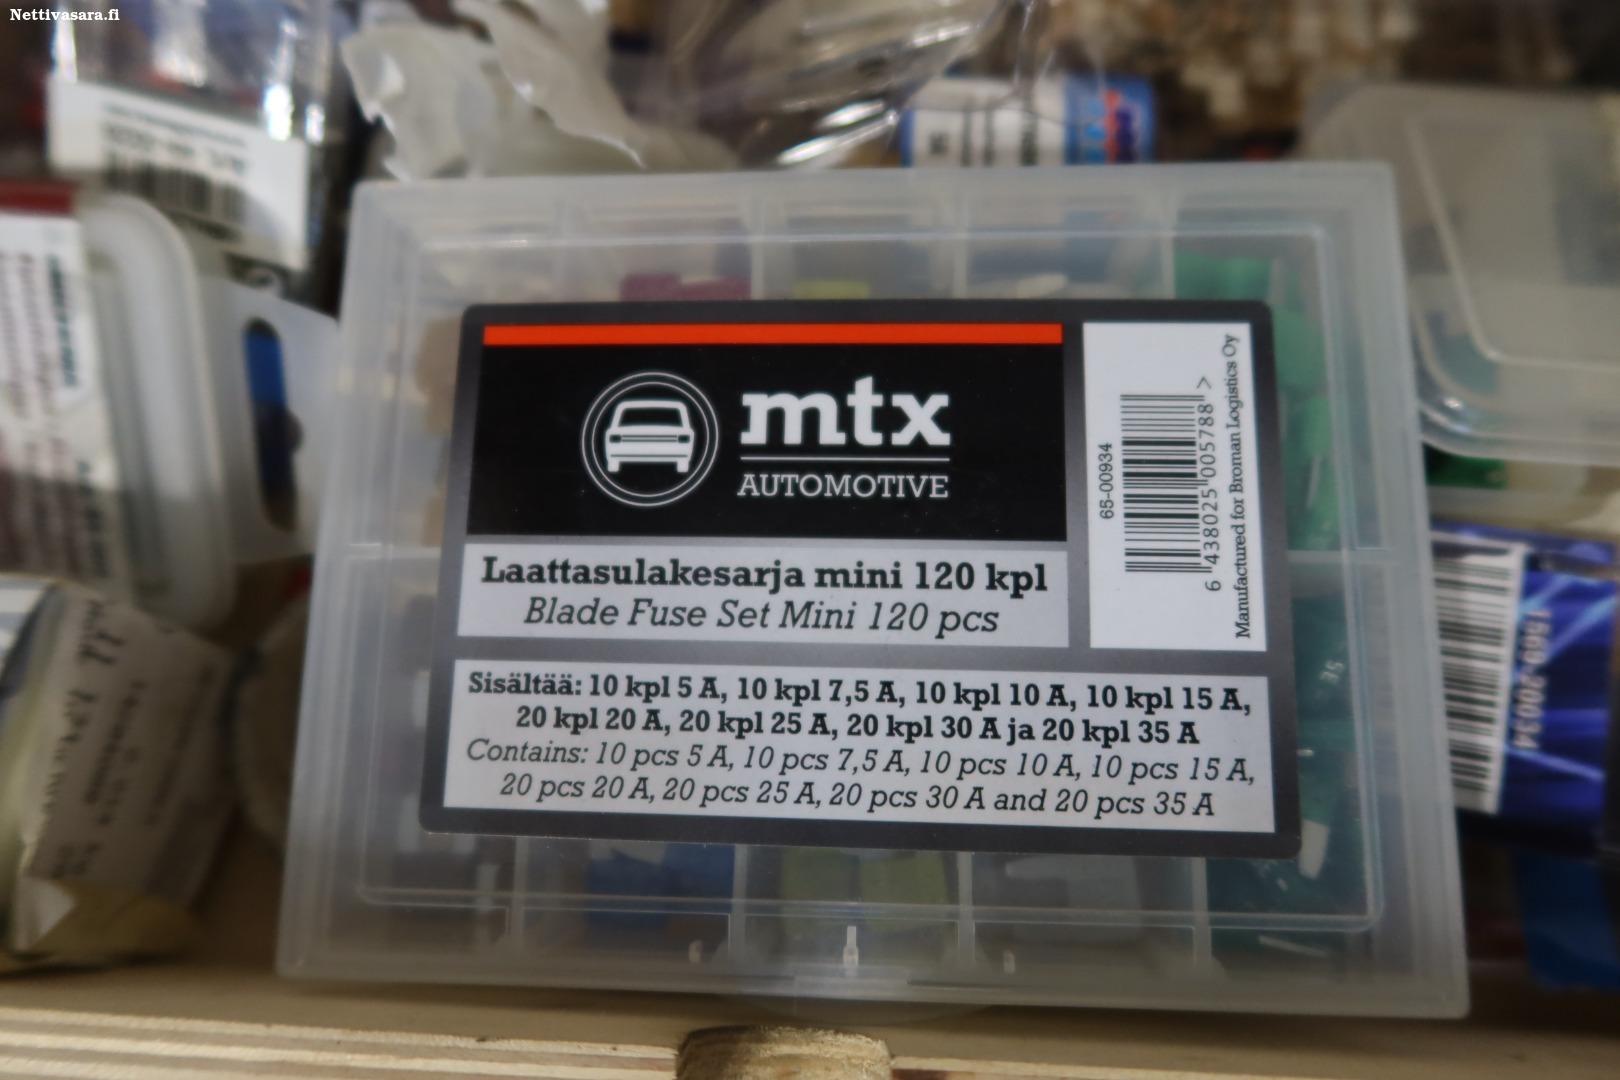 Nettivasara.fi
mtx
AUTOMOTIVE
Laattasulakesarja mini 120 kpl
Blade Fuse Set Mini 120 pcs
Sisältää: 10 kpl 5 A, 10 kpl 7,5 A, 10 kpl 10 A, 10 kpl 15 A,
20 kpl 20 A, 20 kpl 25 A, 20 kpl 30 A ja 20 kpl 35 A
Contains: 10 pcs 5 A, 10 pcs 7,5 A, 10 pcs 10 A, 10 pcs 15 A,
20 pcs 20 A, 20 pcs 25 A, 20 pcs 30 A and 20 pcs 35 A
65-00934
6 438025 005788 >
Manufactured for Broman Logistics Oy
35
1560-20034